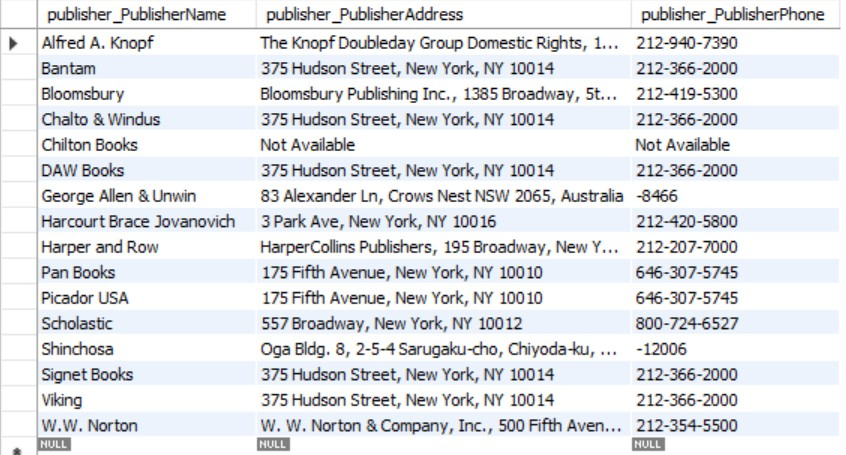 publisher_PublisherName publisher_PublisherAddress publisher_PublisherPhone
Alfred A. Knopf The Knopf Doubleday Group Domestic Rights, 1... 212-940-7390
Bantam 375 Hudson Street, New York, NY 10014 212-366-2000
Bloomsbury Bloomsbury Publishing Inc., 1385 Broadway, 5t... 212-419-5300
Chalto & Windus 375 Hudson Street, New York, NY 10014 212-366-2000
Chilton Books Not Available Not Available
DAW Books 375 Hudson Street, New York, NY 10014 212-366-2000
George Allen & Unwin 83 Alexander Ln, Crows Nest NSW 2065, Australia -8466
Harcourt Brace Jovanovich 3 Park Ave, New York, NY 10016 212-420-5800
Harper and Row HarperCollins Publishers, 195 Broadway, New Y... 212-207-7000
Pan Books 175 Fifth Avenue, New York, NY 10010 646-307-5745
Picador USA 175 Fifth Avenue, New York, NY 10010 646-307-5745
Scholastic 557 Broadway, New York, NY 10012 800-724-6527
Shinchosa Oga Bldg. 8, 2-5-4 Sarugaku-cho, Chiyoda-ku, ... -12006
Signet Books 375 Hudson Street, New York, NY 10014 212-366-2000
Viking 375 Hudson Street, New York, NY 10014 212-366-2000
W.W. Norton W. W. Norton & Company, Inc., 500 Fifth Aven... 212-354-5500
NULL NULL NULL